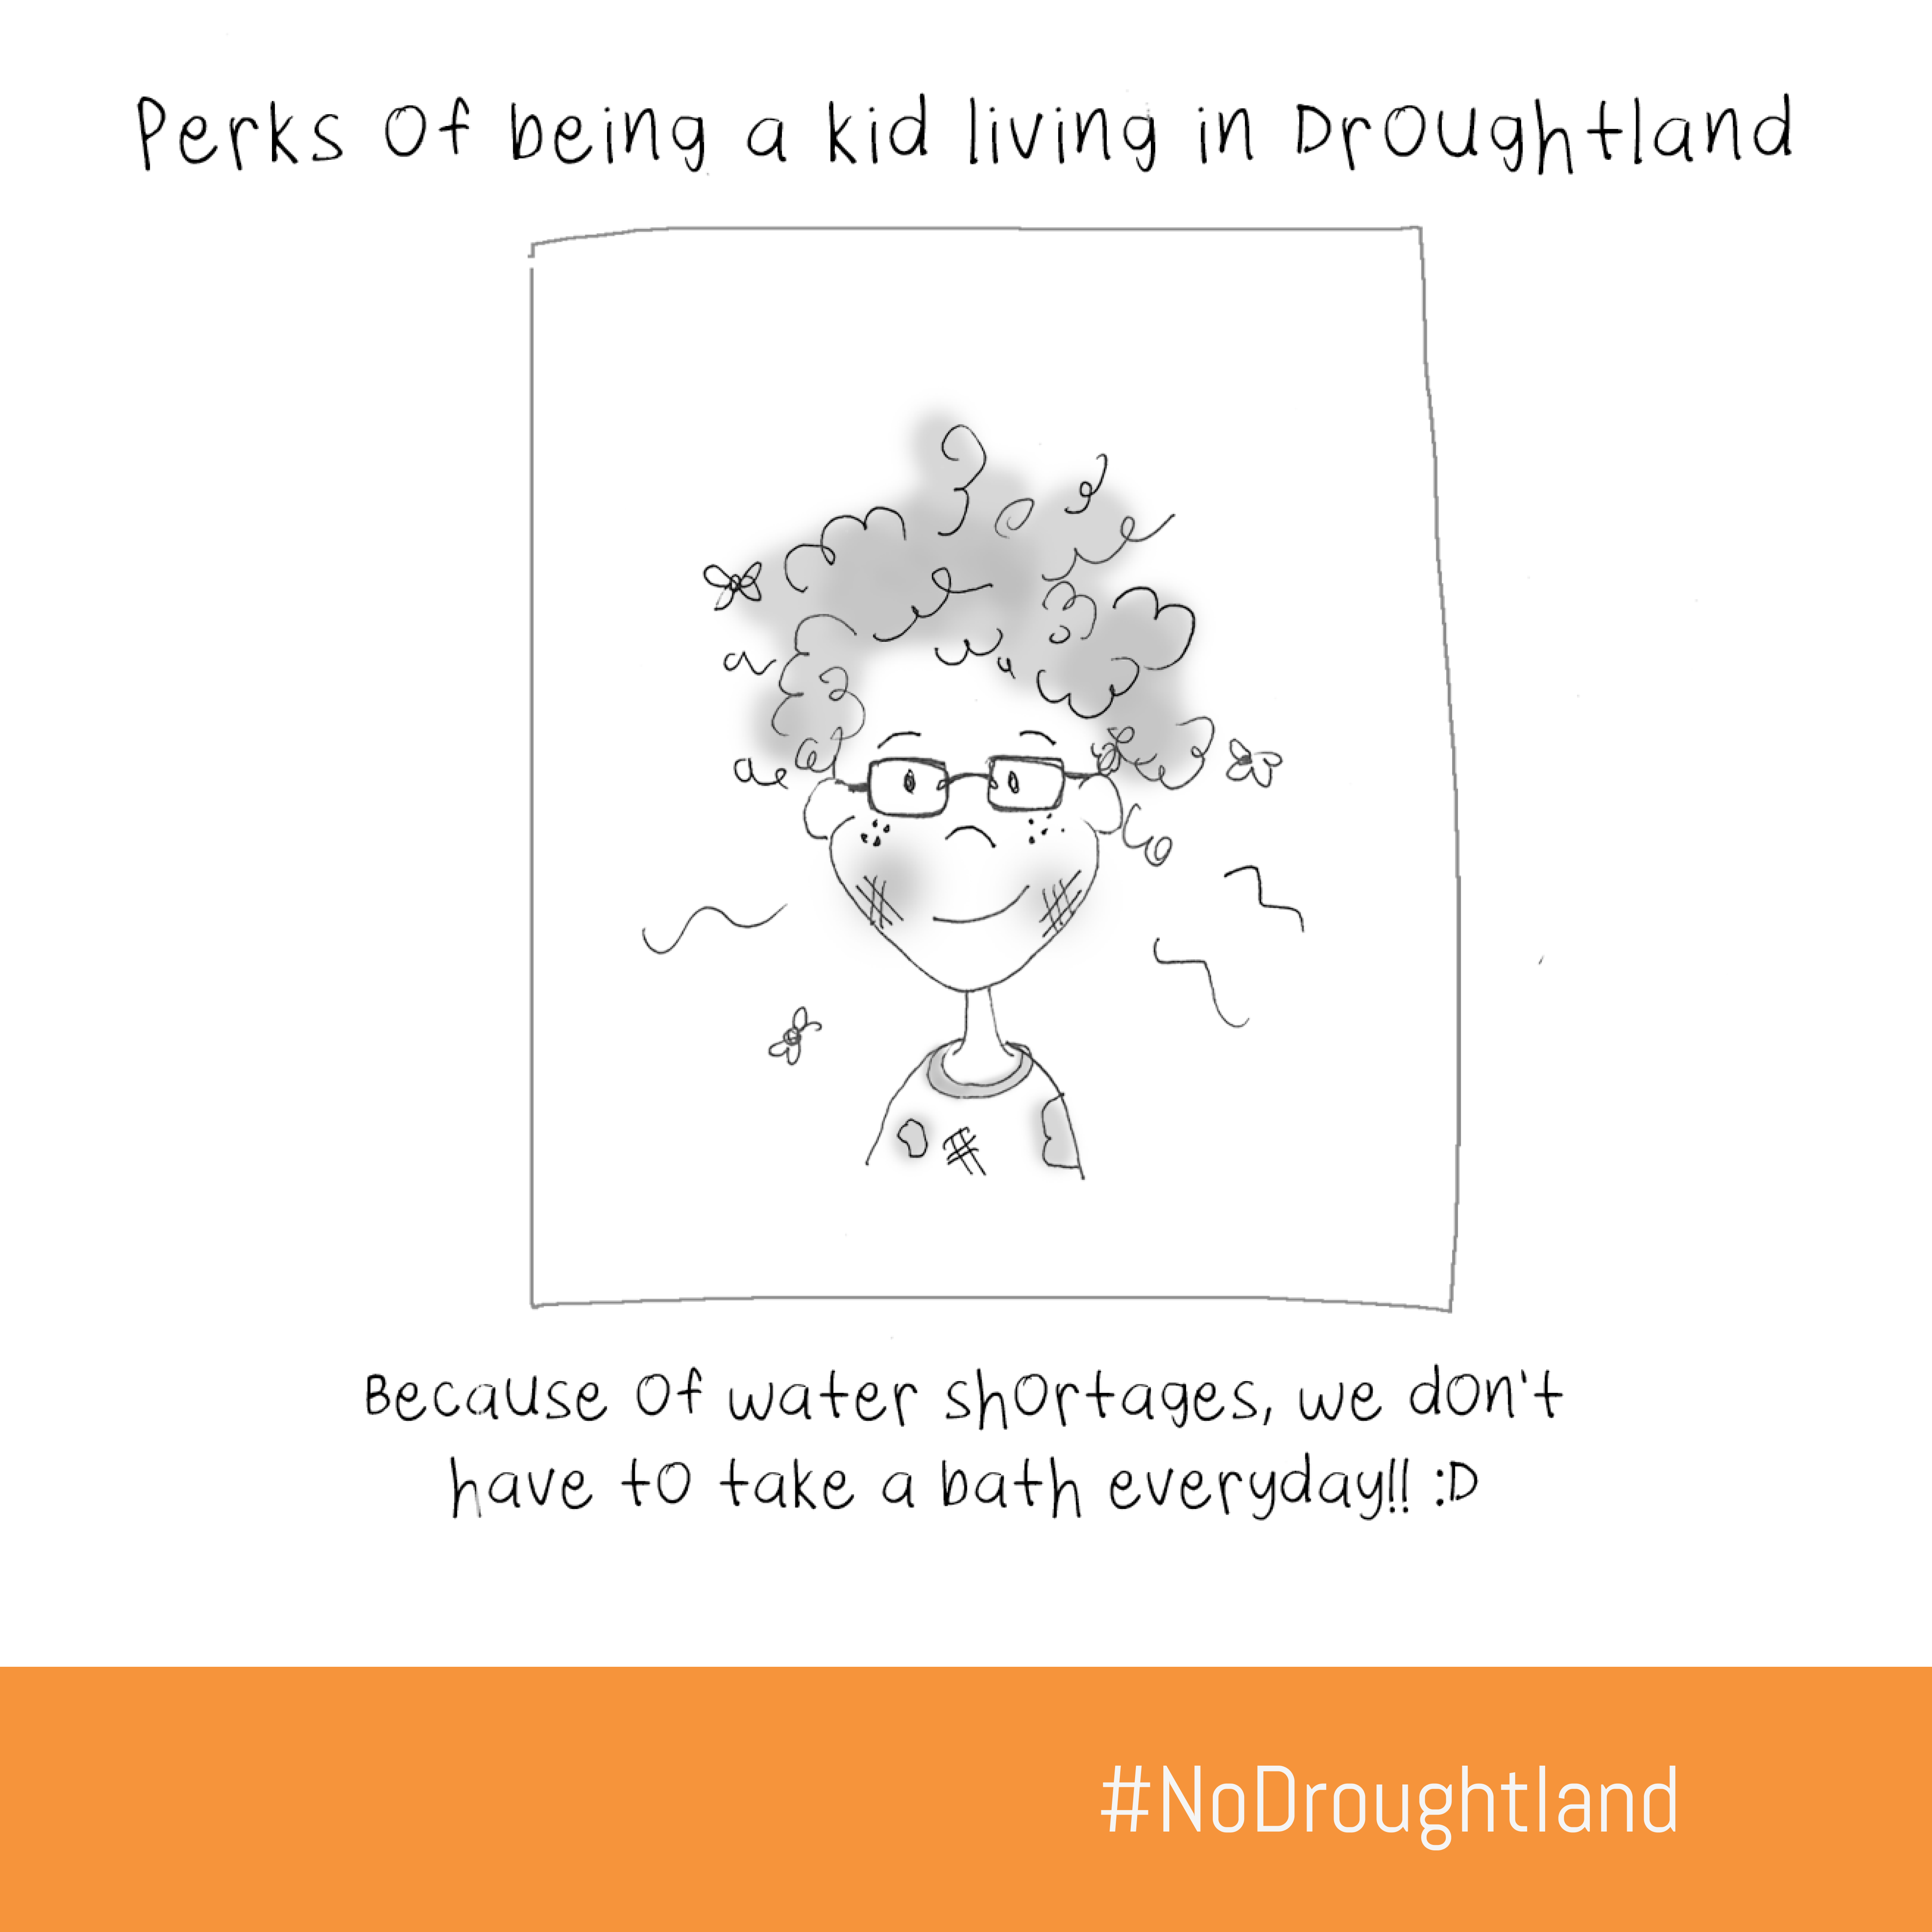 Perks Of being a kid living in Droughtland
Because of water shortages, we don't
have to take a bath everyday!! :D
#NoDroughtland